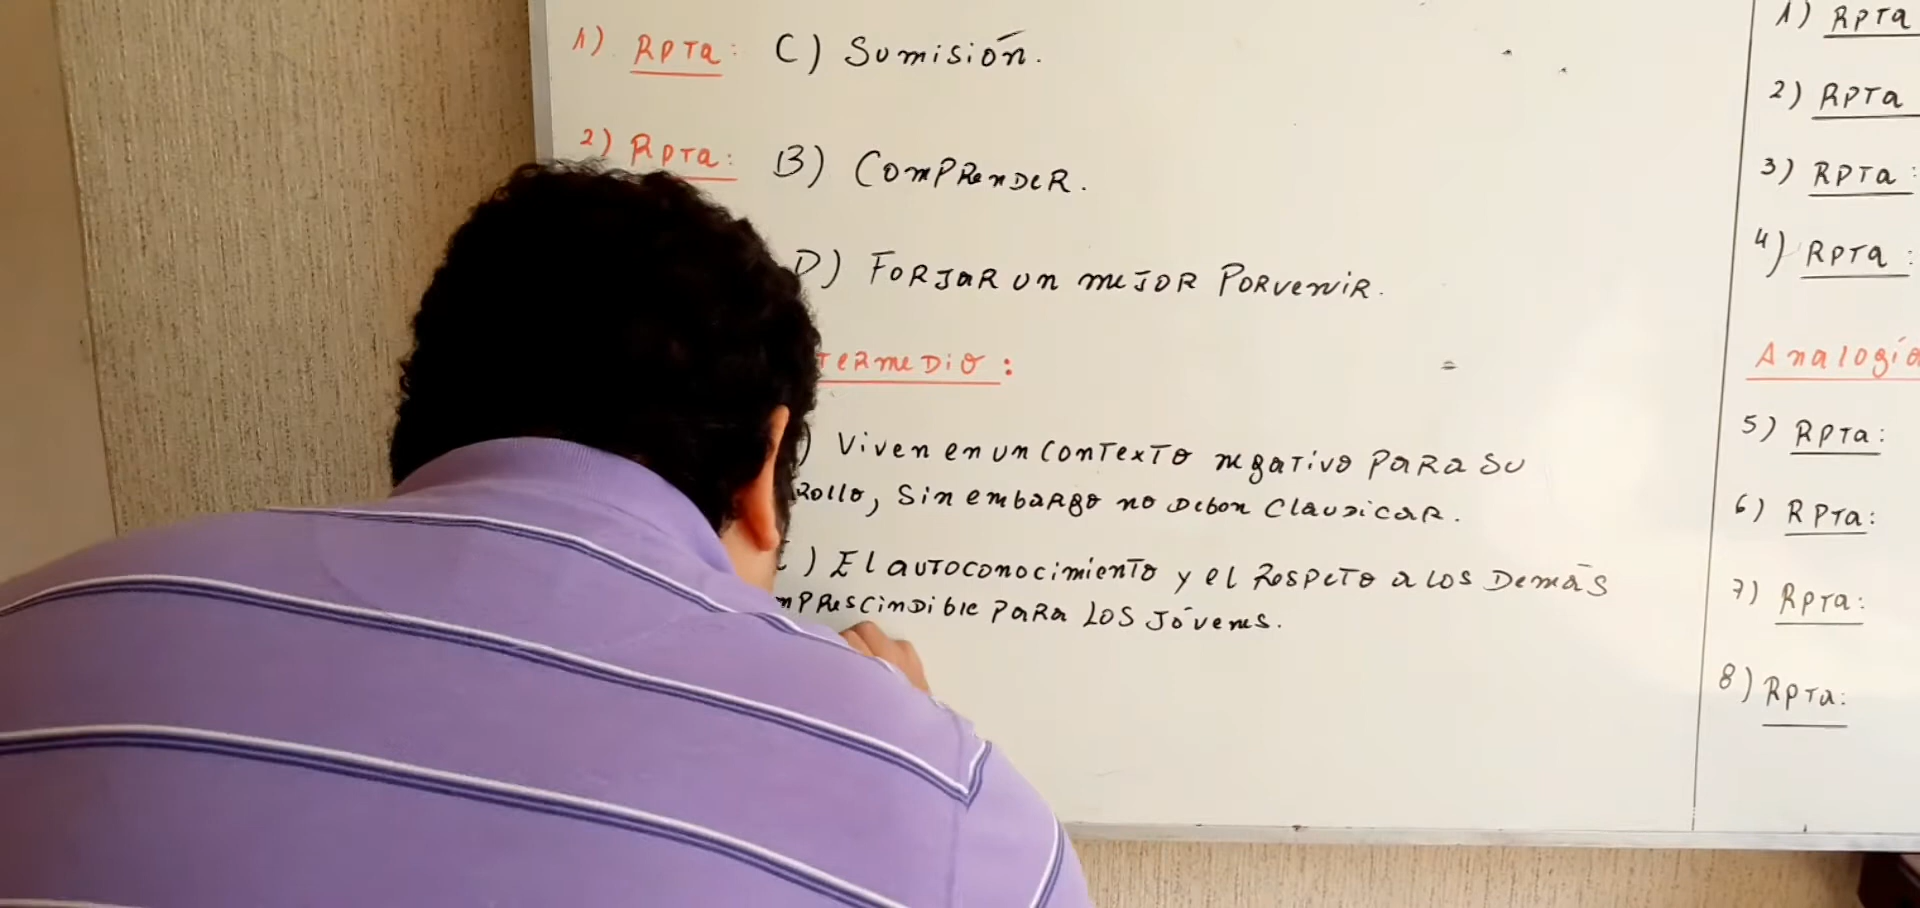 1) RPTa: C) Sumisión.
2) RPTa: B) ComPRenDeR.
D) FoRJaR un meJoR PoRveniR.
teRmeDio:
) Viven en un ConTexTo negaTivo PaRa Su
Rollo, Sin embaRgo no Deben ClauDicaR.
) El auToconocimienTo y el RespeTo a los Demás
mPRescinDible PaRa Los Jóvenes.
1) RPTa
2) RPTa
3) RPTa:
4) RPTa:
Analogía
5) RPTa:
6) RPTa:
7) RPTa:
8) RPTa: